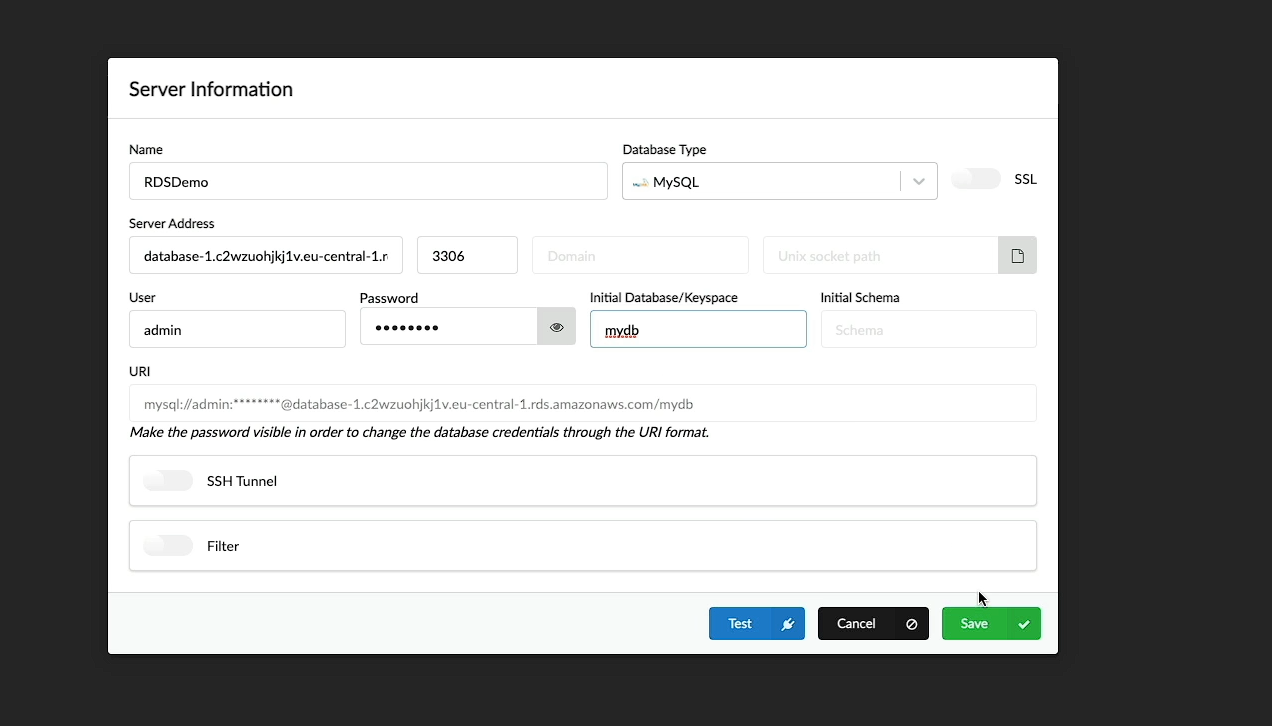 Server Information
Name
Database Type
RDSDemo
MySQL
SSL
Server Address
database-1.c2wzuohjkj1v.eu-central-1.r
3306
Domain
Unix socket path
User
Password
Initial Database/Keyspace
Initial Schema
admin
••••••••
mydb
Schema
URI
mysql://admin:********@database-1.c2wzuohjkj1v.eu-central-1.rds.amazonaws.com/mydb
Make the password visible in order to change the database credentials through the URI format.
SSH Tunnel
Filter
Test
Cancel
Save